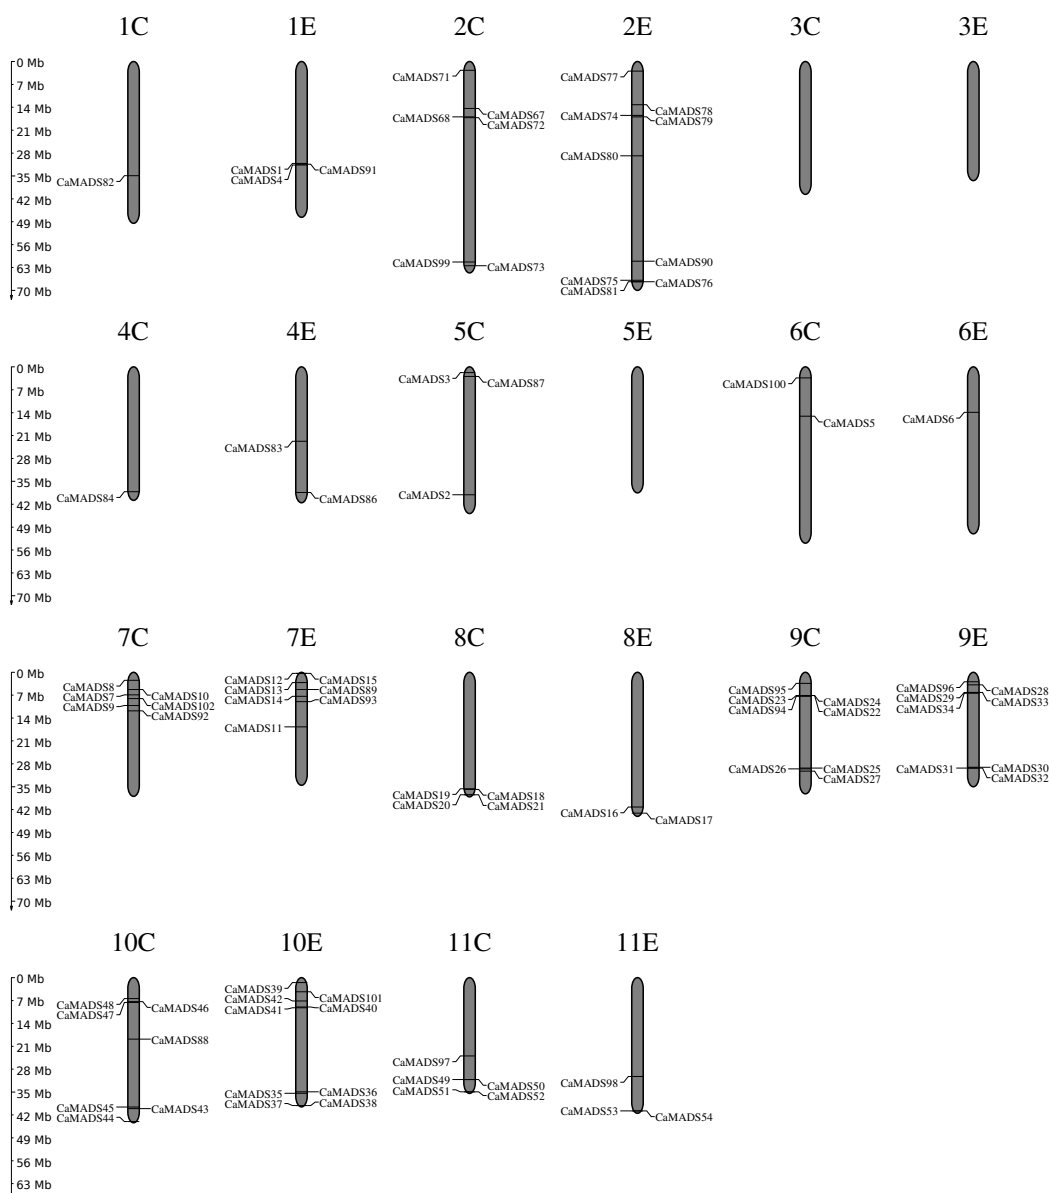 1C 1E 2C 2E 3C 3E
0 Mb
7 Mb
14 Mb
21 Mb
28 Mb
35 Mb
42 Mb
49 Mb
56 Mb
63 Mb
70 Mb
CaMADS82
CaMADS1
CaMADS4
CaMADS91
CaMADS71
CaMADS68
CaMADS67
CaMADS72
CaMADS99
CaMADS73
CaMADS77
CaMADS74
CaMADS78
CaMADS79
CaMADS80
CaMADS90
CaMADS75
CaMADS81
CaMADS76
4C 4E 5C 5E 6C 6E
0 Mb
7 Mb
14 Mb
21 Mb
28 Mb
35 Mb
42 Mb
49 Mb
56 Mb
63 Mb
70 Mb
CaMADS84
CaMADS83
CaMADS86
CaMADS3
CaMADS87
CaMADS2
CaMADS100
CaMADS5
CaMADS6
7C 7E 8C 8E 9C 9E
0 Mb
7 Mb
14 Mb
21 Mb
28 Mb
35 Mb
42 Mb
49 Mb
56 Mb
63 Mb
70 Mb
CaMADS8
CaMADS7
CaMADS9
CaMADS10
CaMADS102
CaMADS92
CaMADS12
CaMADS13
CaMADS14
CaMADS11
CaMADS15
CaMADS89
CaMADS93
CaMADS19
CaMADS20
CaMADS18
CaMADS21
CaMADS16
CaMADS17
CaMADS95
CaMADS23
CaMADS94
CaMADS24
CaMADS22
CaMADS26
CaMADS25
CaMADS27
CaMADS96
CaMADS29
CaMADS34
CaMADS28
CaMADS33
CaMADS31
CaMADS30
CaMADS32
10C 10E 11C 11E
0 Mb
7 Mb
14 Mb
21 Mb
28 Mb
35 Mb
42 Mb
49 Mb
56 Mb
63 Mb
CaMADS48
CaMADS47
CaMADS46
CaMADS88
CaMADS45
CaMADS44
CaMADS43
CaMADS39
CaMADS42
CaMADS41
CaMADS101
CaMADS40
CaMADS35
CaMADS37
CaMADS36
CaMADS38
CaMADS97
CaMADS49
CaMADS51
CaMADS50
CaMADS52
CaMADS98
CaMADS53
CaMADS54